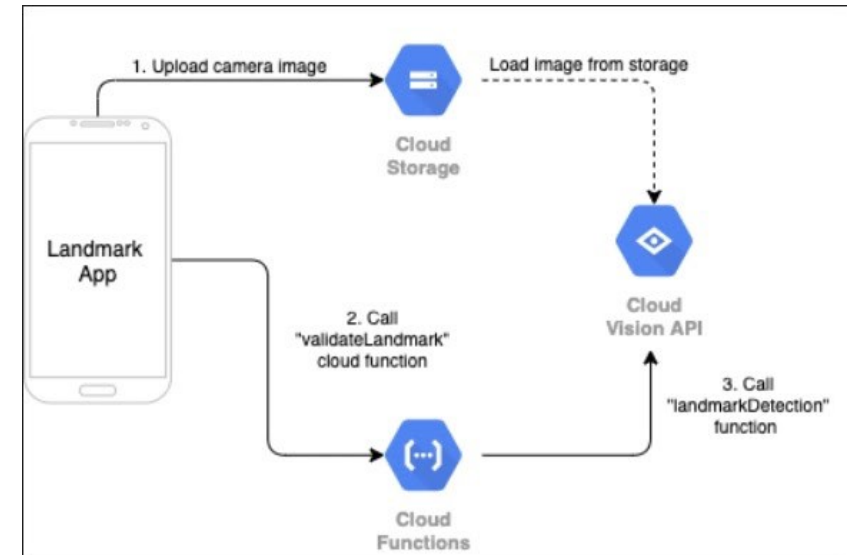 1. Upload camera image
Load image from storage
Cloud
Storage
Landmark
App
Cloud
Vision API
2. Call
"validateLandmark"
cloud function
3. Call
"landmarkDetection"
function
Cloud
Functions